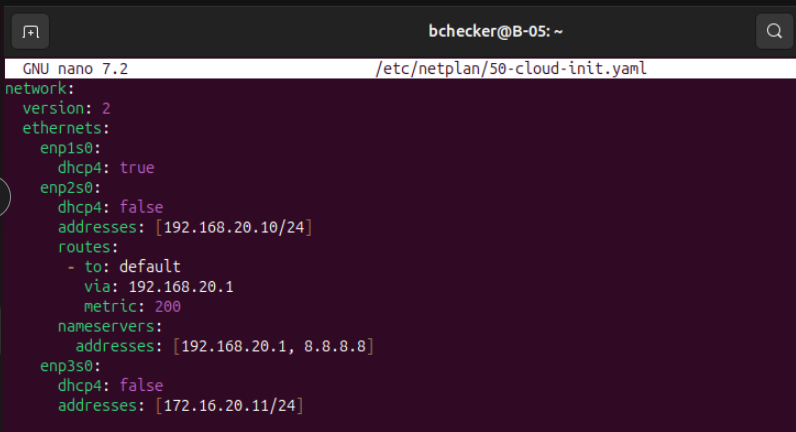 bchecker@B-05: ~
GNU nano 7.2 /etc/netplan/50-cloud-init.yaml
network:
  version: 2
  ethernets:
    enp1s0:
      dhcp4: true
    enp2s0:
      dhcp4: false
      addresses: [192.168.20.10/24]
      routes:
       - to: default
         via: 192.168.20.1
         metric: 200
      nameservers:
        addresses: [192.168.20.1, 8.8.8.8]
    enp3s0:
      dhcp4: false
      addresses: [172.16.20.11/24]